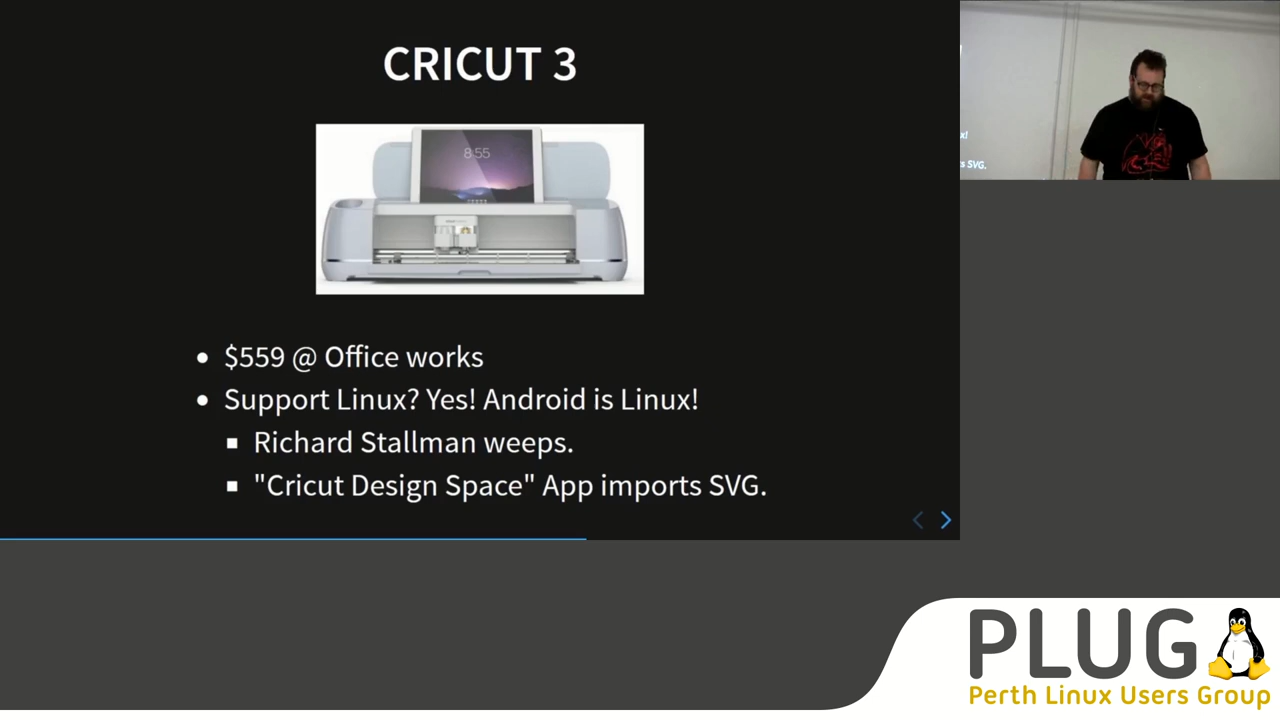 CRICUT 3
8:55
$559 @ Office works
Support Linux? Yes! Android is Linux!
Richard Stallman weeps.
"Cricut Design Space" App imports SVG.
s SVG.
PLUG
Perth Linux Users Group